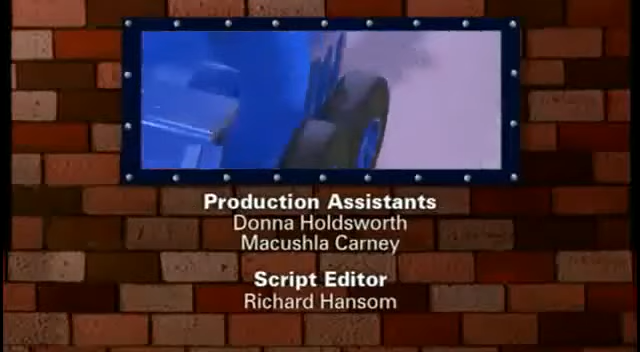 Production Assistants
Donna Holdsworth
Macushla Carney
Script Editor
Richard Hansom